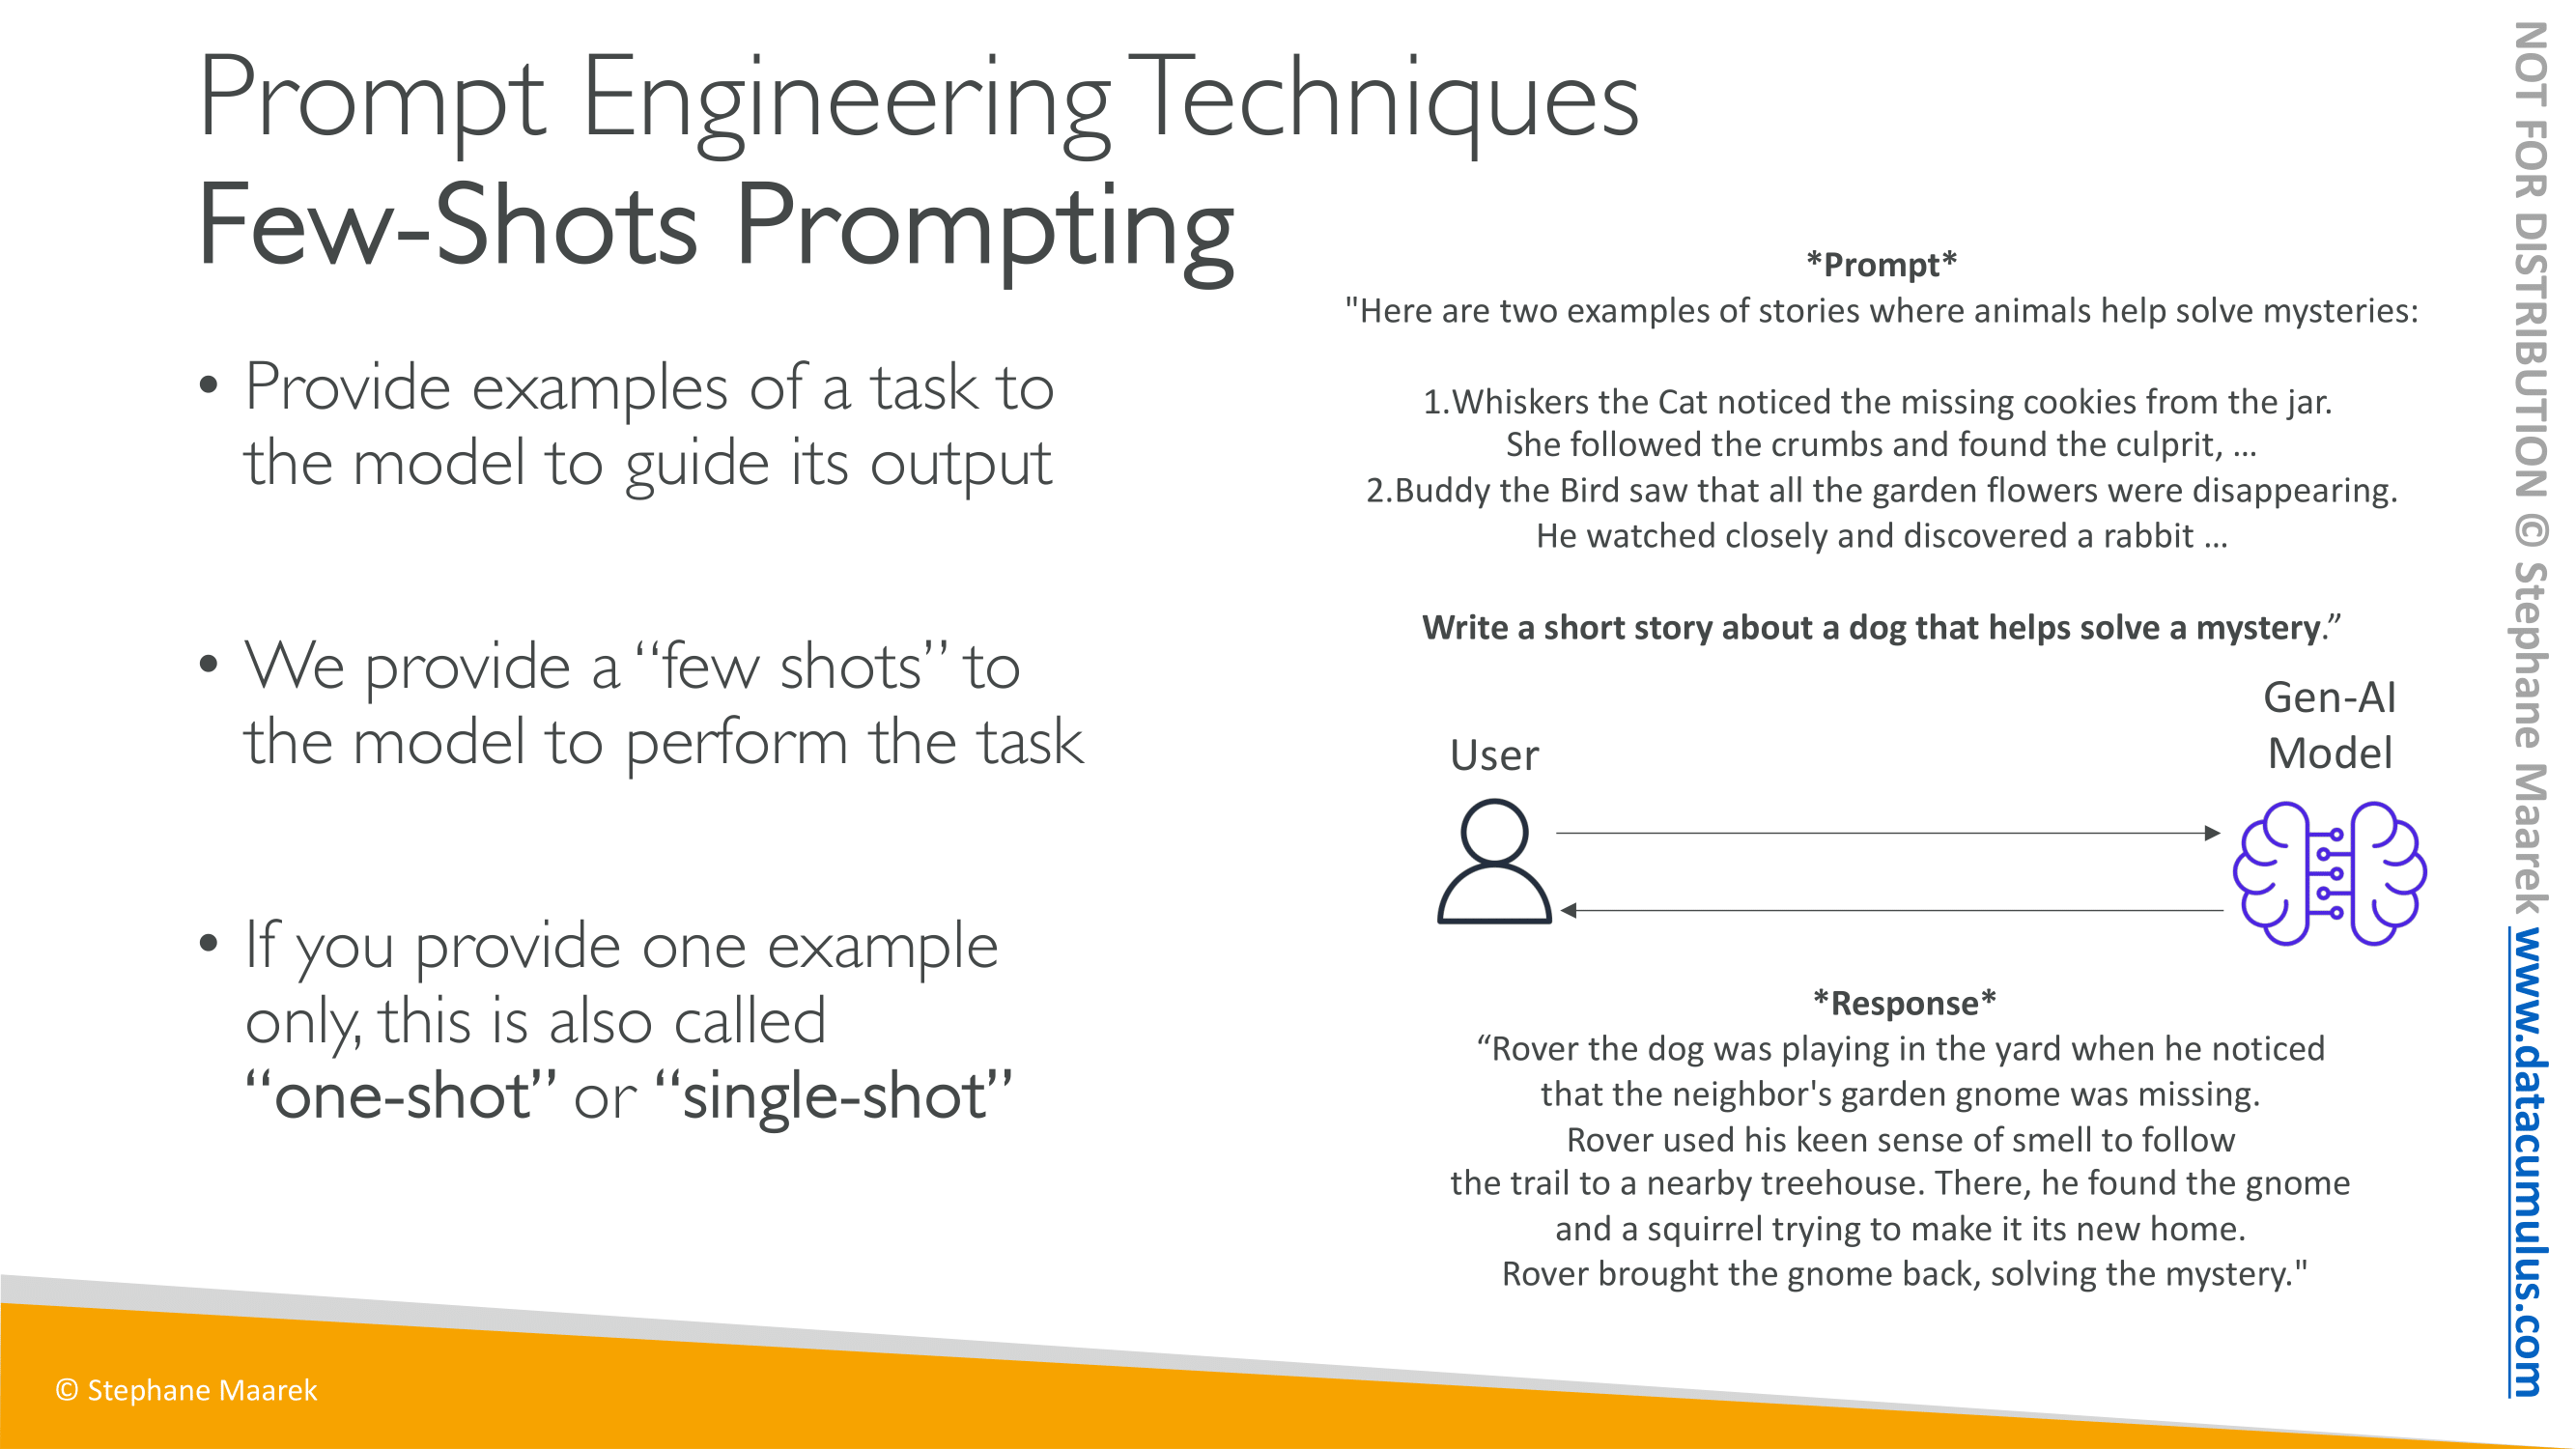 Prompt Engineering Techniques
Few-Shots Prompting
• Provide examples of a task to
the model to guide its output
• We provide a “few shots” to
the model to perform the task
• If you provide one example
only, this is also called
“one-shot” or “single-shot”
*Prompt*
"Here are two examples of stories where animals help solve mysteries:
1.Whiskers the Cat noticed the missing cookies from the jar.
She followed the crumbs and found the culprit, ...
2.Buddy the Bird saw that all the garden flowers were disappearing.
He watched closely and discovered a rabbit ...
Write a short story about a dog that helps solve a mystery.”
User
Gen-AI
Model
*Response*
“Rover the dog was playing in the yard when he noticed
that the neighbor's garden gnome was missing.
Rover used his keen sense of smell to follow
the trail to a nearby treehouse. There, he found the gnome
and a squirrel trying to make it its new home.
Rover brought the gnome back, solving the mystery."
© Stephane Maarek
NOT FOR DISTRIBUTION © Stephane Maarek www.datacumulus.com